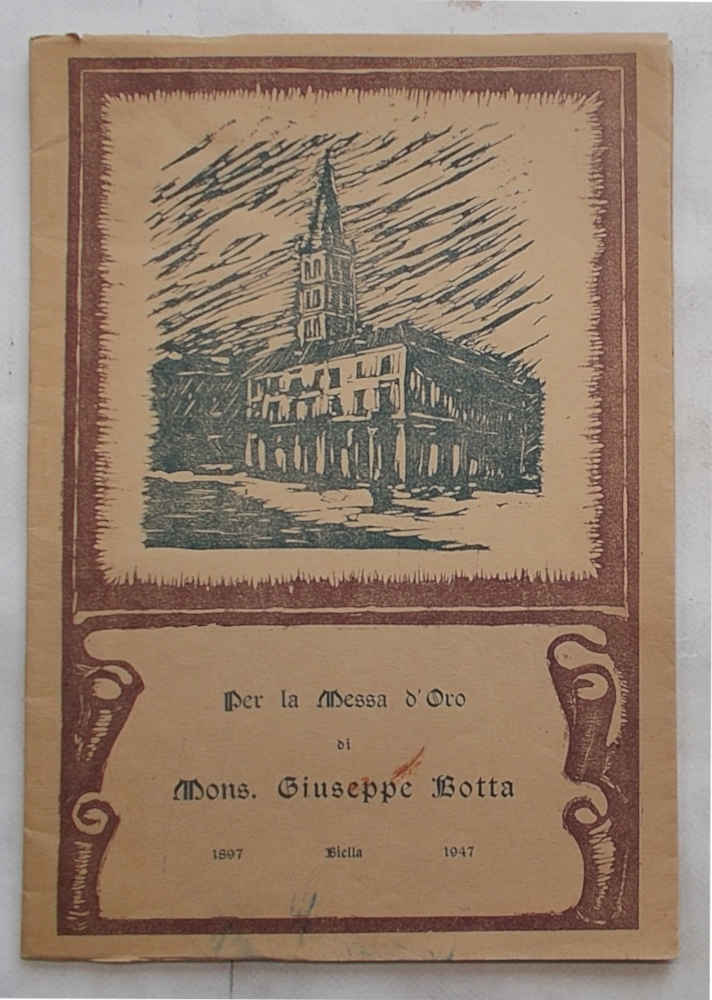 Per la Messa d'Oro
di
Mons. Giuseppe Botta
1897 Biella 1947